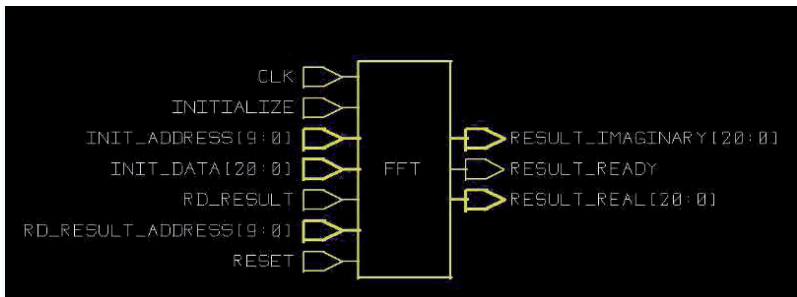 CLK
INITIALIZE
INIT_ADDRESS[9:0]
INIT_DATA[20:0]
RD_RESULT
RD_RESULT_ADDRESS[9:0]
RESET
FFT
RESULT_IMAGINARY[20:0]
RESULT_READY
RESULT_REAL[20:0]